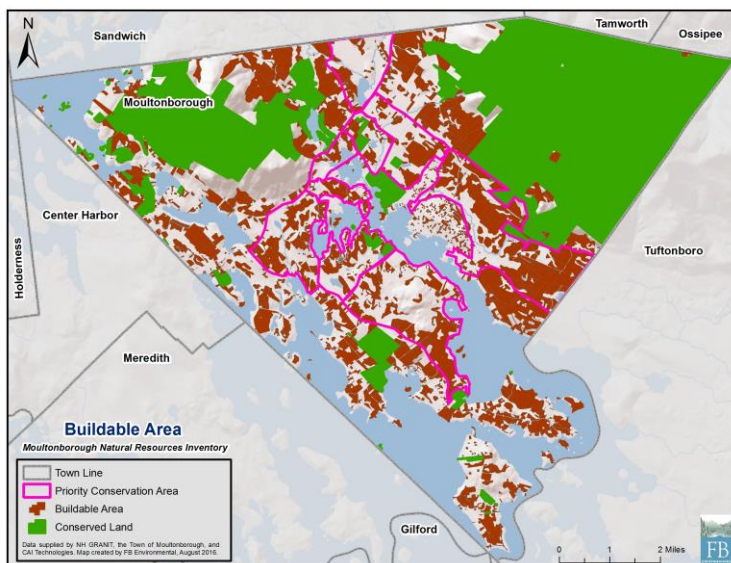 N
Sandwich
Tamworth
Ossipee
Moultonborough
Center Harbor
Holderness
Tuftonboro
Meredith
Gilford
Buildable Area
Moultonborough Natural Resources Inventory
Town Line
Priority Conservation Area
Buildable Area
Conserved Land
Data supplied by NH GRANIT, the Town of Moultonborough, and
CAI Technologies. Map created by FB Environmental, August 2016.
0 1 2 Miles
FB